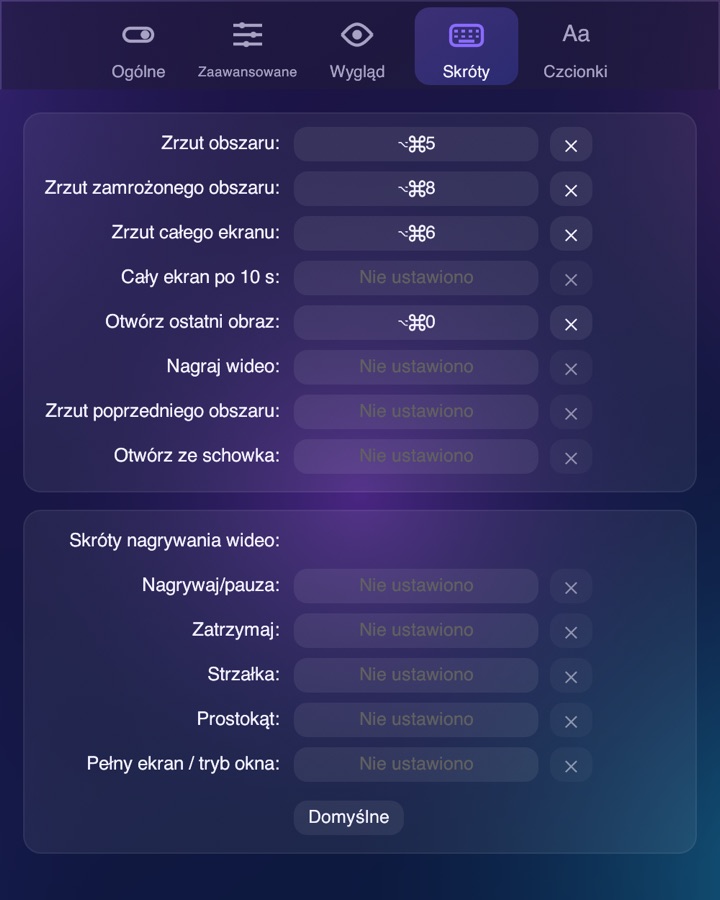 Aa
Ogólne Zaawansowane Wygląd Skróty Czcionki
Zrzut obszaru: ⌥⌘5
Zrzut zamrożonego obszaru: ⌥⌘8
Zrzut całego ekranu: ⌥⌘6
Cały ekran po 10 s: Nie ustawiono
Otwórz ostatni obraz: ⌥⌘0
Nagraj wideo: Nie ustawiono
Zrzut poprzedniego obszaru: Nie ustawiono
Otwórz ze schowka: Nie ustawiono
Skróty nagrywania wideo:
Nagrywaj/pauza: Nie ustawiono
Zatrzymaj: Nie ustawiono
Strzałka: Nie ustawiono
Prostokąt: Nie ustawiono
Pełny ekran / tryb okna: Nie ustawiono
Domyślne